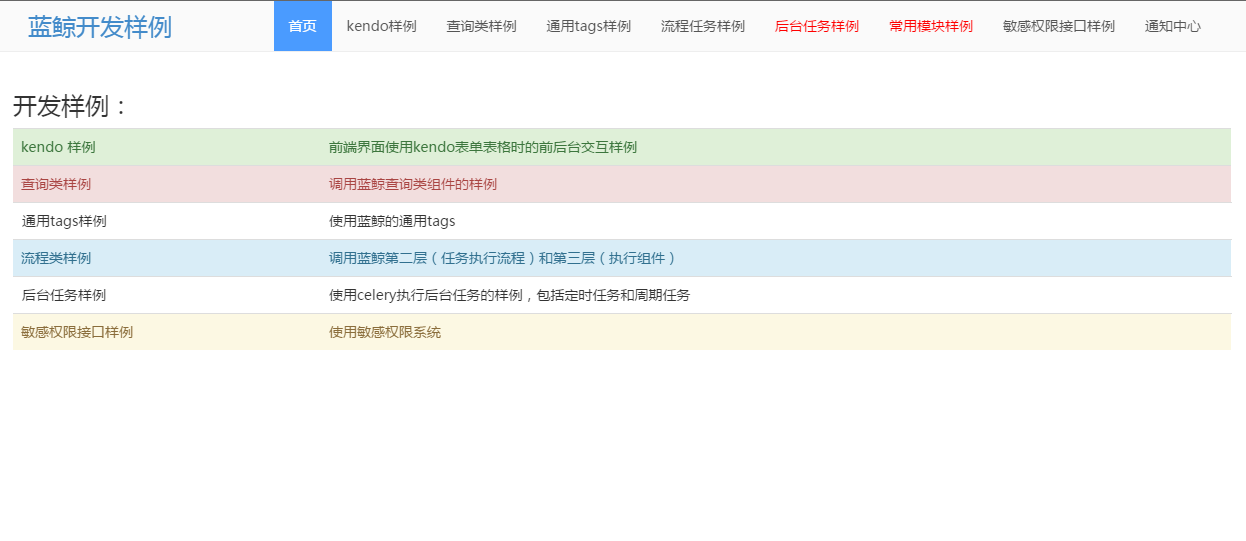 蓝鲸开发样例 首页 kendo样例 查询类样例 通用tags样例 流程任务样例 后台任务样例 常用模块样例 敏感权限接口样例 通知中心
开发样例：
kendo 样例 前端界面使用kendo表单表格时的前后台交互样例
查询类样例 调用蓝鲸查询类组件的样例
通用tags样例 使用蓝鲸的通用tags
流程类样例 调用蓝鲸第二层（任务执行流程）和第三层（执行组件）
后台任务样例 使用celery执行后台任务的样例，包括定时任务和周期任务
敏感权限接口样例 使用敏感权限系统